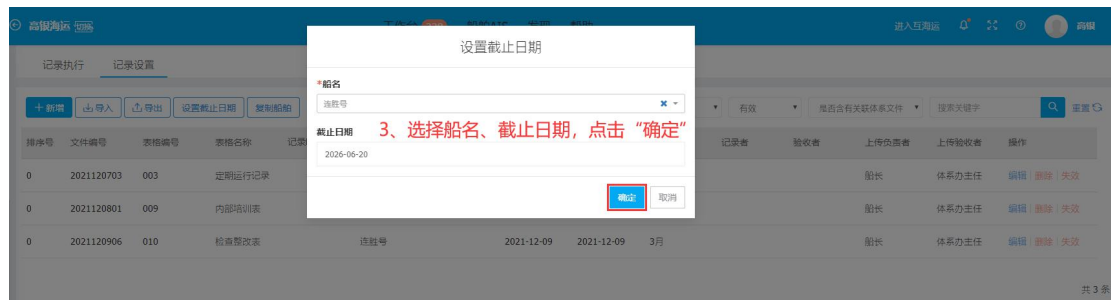 高银海运
工作台
发现 帮助
进入互海运
高银
记录执行 记录设置
设置截止日期
*船名
连胜号
截止日期
3、选择船名、截止日期，点击“确定”
2026-06-20
确定 取消
+新增 导入 导出 设置截止日期 复制船舶
有效 是否含有关联体系文件 搜索关键字 重置
排序号 文件编号 表格编号 表格名称 记录 记录者 验收者 上传负责者 上传验收者 操作
0 2021120703 003 定期运行记录 船长 体系办主任 编辑 删除 失效
0 2021120801 009 内部培训表 船长 体系办主任 编辑 删除 失效
0 2021120906 010 检查整改表 连胜号 2021-12-09 2021-12-09 3月 船长 体系办主任 编辑 删除 失效
共 3 条